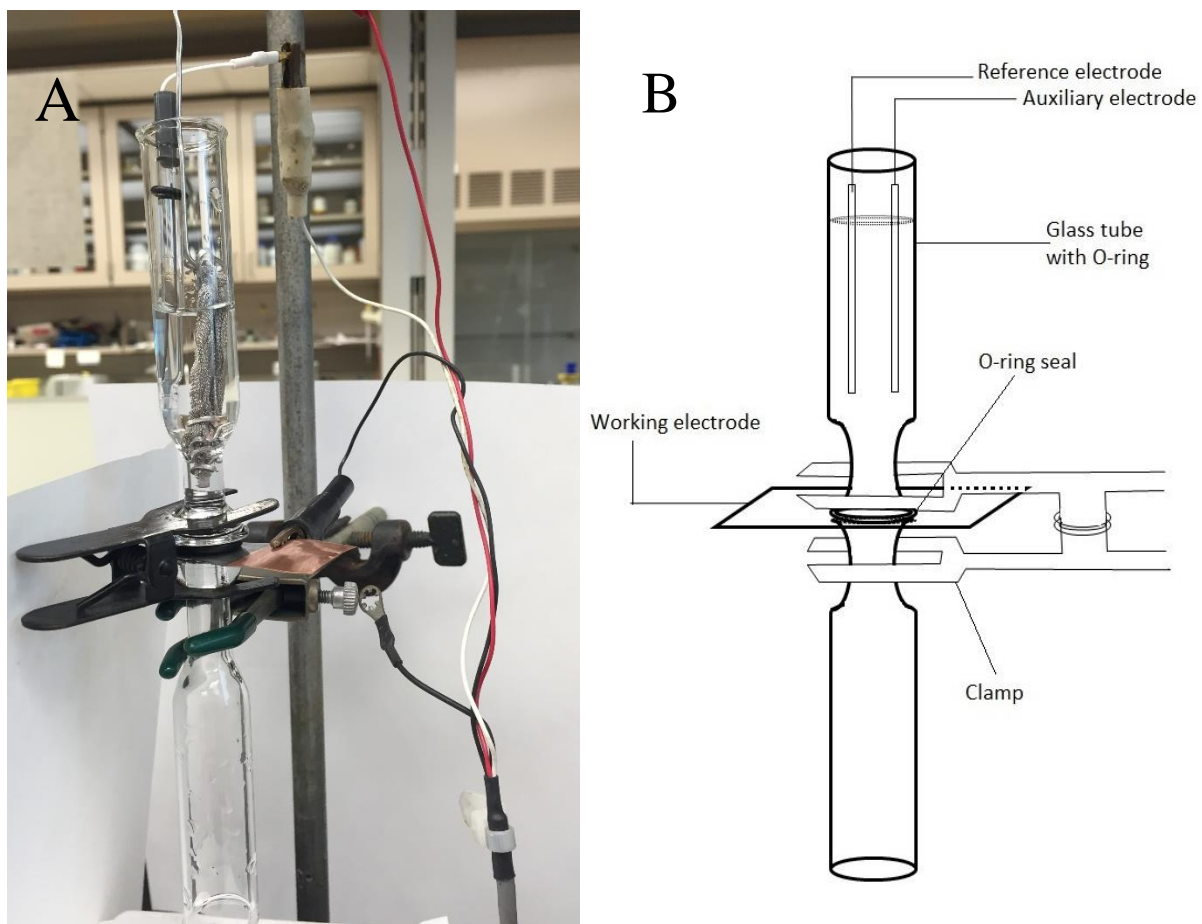 A
B
Reference electrode
Auxiliary electrode
Glass tube
with O-ring
O-ring seal
Working electrode
Clamp